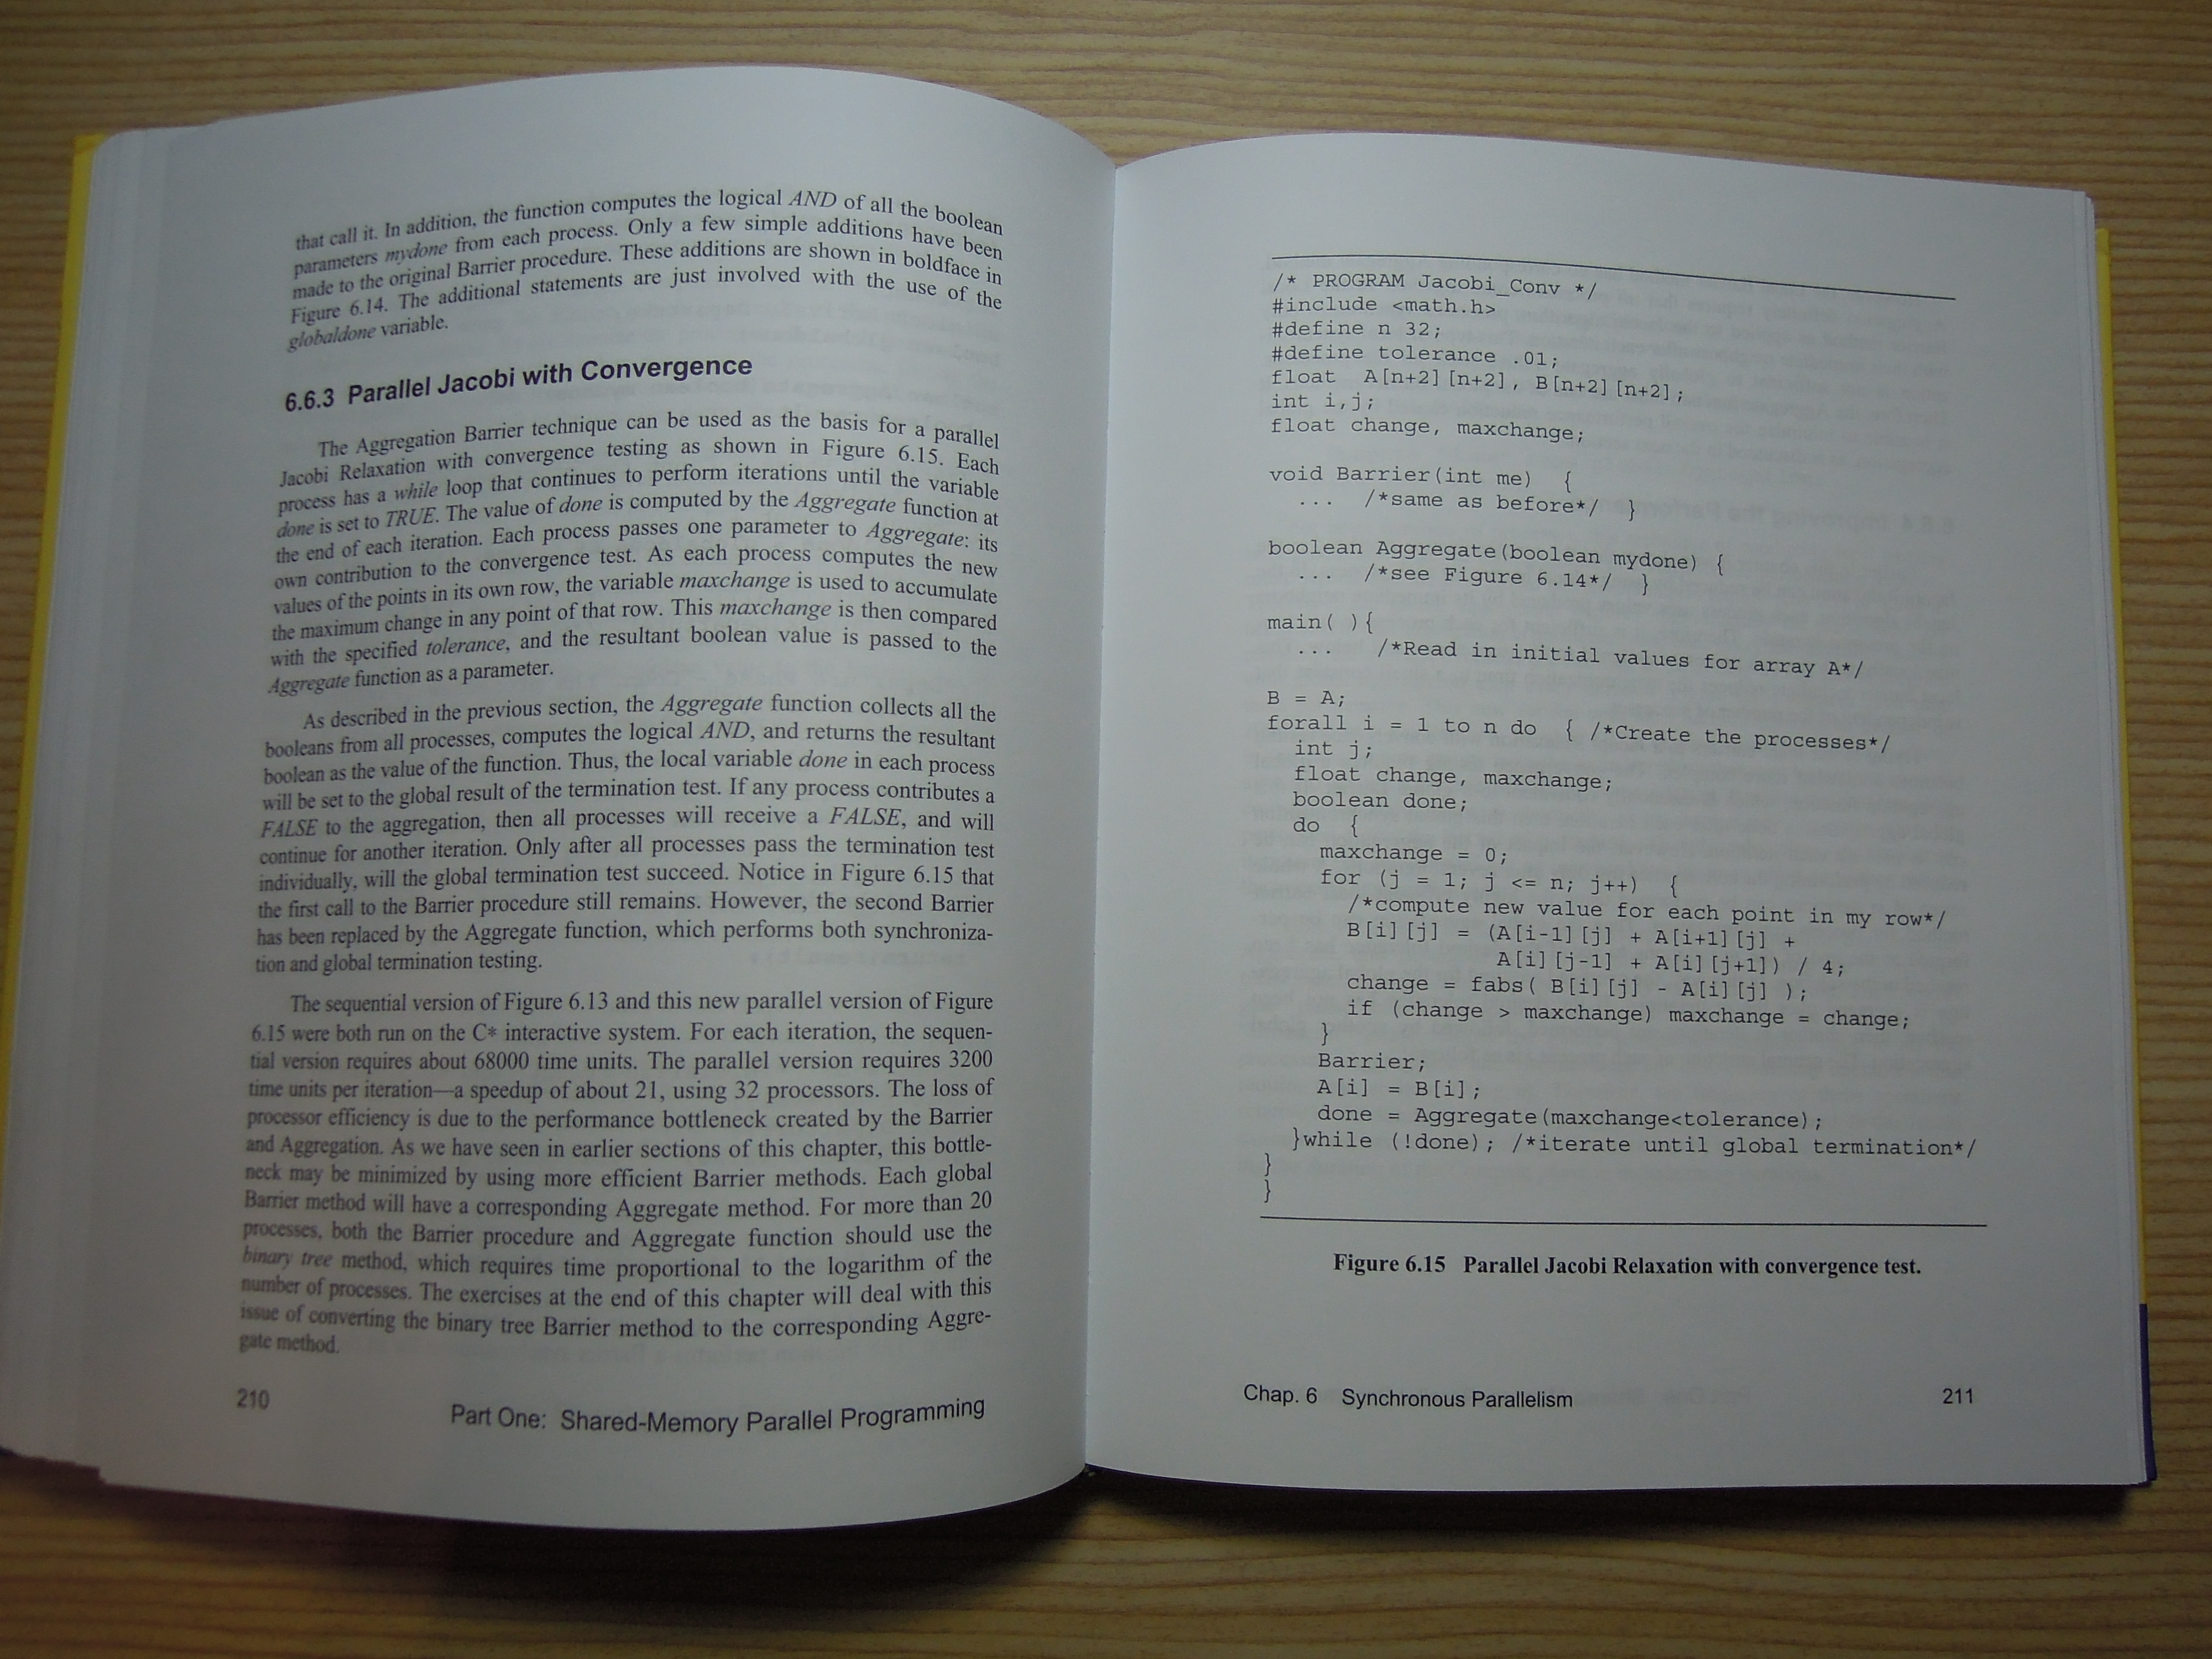 that call it. In addition, the function computes the logical AND of all the boolean
parameters mydone from each process. Only a few simple additions have been
made to the original Barrier procedure. These additions are shown in boldface in
Figure 6.14. The additional statements are just involved with the use of the
globaldone variable.
6.6.3 Parallel Jacobi with Convergence
The Aggregation Barrier technique can be used as the basis for a parallel
Jacobi Relaxation with convergence testing as shown in Figure 6.15. Each
process has a while loop that continues to perform iterations until the variable
done is set to TRUE. The value of done is computed by the Aggregate function at
the end of each iteration. Each process passes one parameter to Aggregate: its
own contribution to the convergence test. As each process computes the new
values of the points in its own row, the variable maxchange is used to accumulate
the maximum change in any point of that row. This maxchange is then compared
with the specified tolerance, and the resultant boolean value is passed to the
Aggregate function as a parameter.
As described in the previous section, the Aggregate function collects all the
booleans from all processes, computes the logical AND, and returns the resultant
boolean as the value of the function. Thus, the local variable done in each process
will be set to the global result of the termination test. If any process contributes a
FALSE to the aggregation, then all processes will receive a FALSE, and will
continue for another iteration. Only after all processes pass the termination test
individually, will the global termination test succeed. Notice in Figure 6.15 that
the first call to the Barrier procedure still remains. However, the second Barrier
has been replaced by the Aggregate function, which performs both synchroniza-
tion and global termination testing.
The sequential version of Figure 6.13 and this new parallel version of Figure
6.15 were both run on the C* interactive system. For each iteration, the sequen-
tial version requires about 68000 time units. The parallel version requires 3200
time units per iteration—a speedup of about 21, using 32 processors. The loss of
processor efficiency is due to the performance bottleneck created by the Barrier
and Aggregation. As we have seen in earlier sections of this chapter, this bottle-
neck may be minimized by using more efficient Barrier methods. Each global
Barrier method will have a corresponding Aggregate method. For more than 20
processes, both the Barrier procedure and Aggregate function should use the
binary tree method, which requires time proportional to the logarithm of the
number of processes. The exercises at the end of this chapter will deal with this
issue of converting the binary tree Barrier method to the corresponding Aggre-
gate method.
210
Part One: Shared-Memory Parallel Programming
/* PROGRAM Jacobi_Conv */
#include <math.h>
#define n 32;
#define tolerance .01;
float  A[n+2][n+2], B[n+2][n+2];
int i,j;
float change, maxchange;
void Barrier(int me)  {
  ...  /*same as before*/  }
boolean Aggregate(boolean mydone) {
  ...  /*see Figure 6.14*/  }
main( ){
  ...   /*Read in initial values for array A*/
B = A;
forall i = 1 to n do  { /*Create the processes*/
  int j;
  float change, maxchange;
  boolean done;
  do  {
    maxchange = 0;
    for (j = 1; j <= n; j++)  {
      /*compute new value for each point in my row*/
      B[i][j] = (A[i-1][j] + A[i+1][j] +
                 A[i][j-1] + A[i][j+1]) / 4;
      change = fabs( B[i][j] - A[i][j] );
      if (change > maxchange) maxchange = change;
    }
    Barrier;
    A[i] = B[i];
    done = Aggregate(maxchange<tolerance);
  }while (!done); /*iterate until global termination*/
}
}
Figure 6.15 Parallel Jacobi Relaxation with convergence test.
Chap. 6 Synchronous Parallelism
211